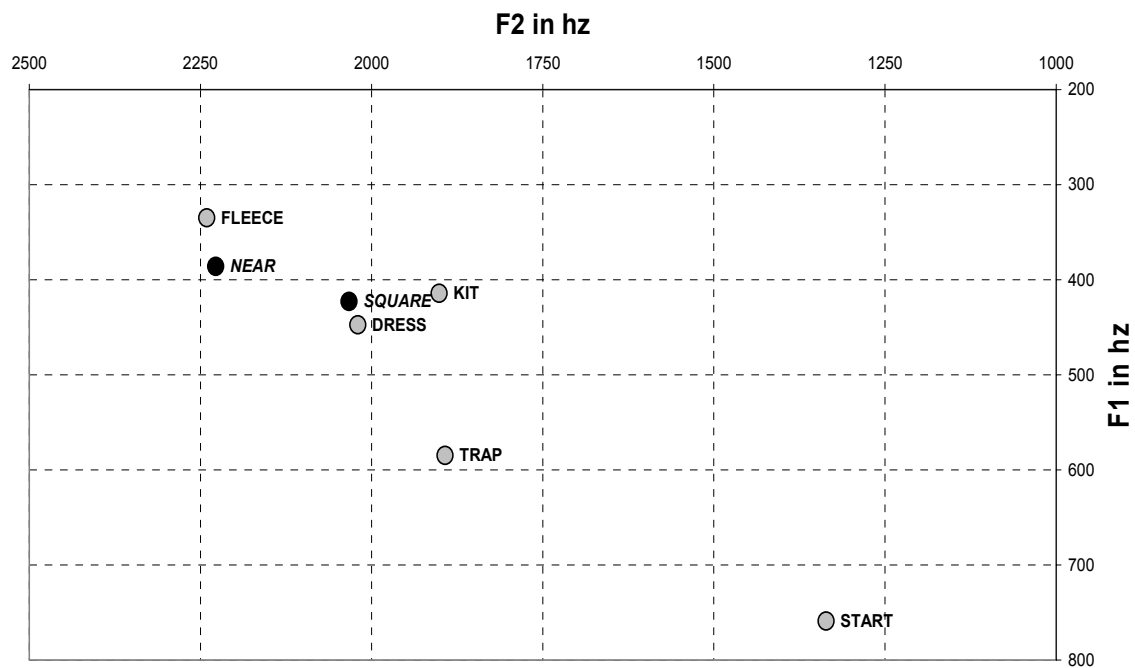 F2 in hz
2500 2250 2000 1750 1500 1250 1000
200
300
FLEECE
NEAR
400
SQUARE KIT
DRESS
500
F1 in hz
TRAP
600
700
START
800